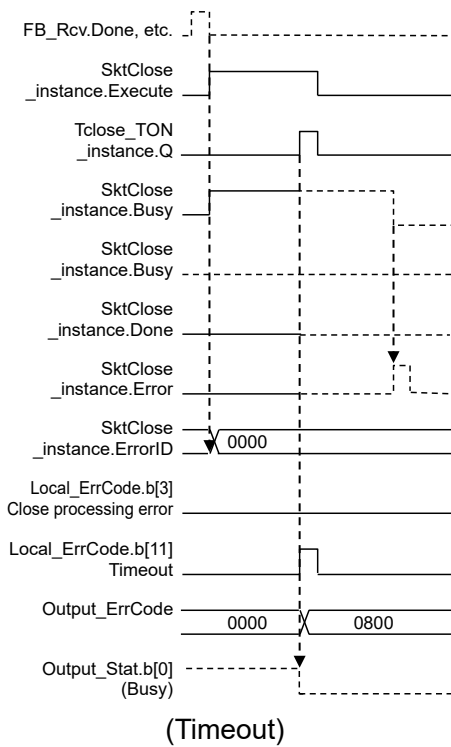 FB_Rcv.Done, etc.
SktClose
_instance.Execute
Tclose_TON
_instance.Q
SktClose
_instance.Busy
SktClose
_instance.Busy
SktClose
_instance.Done
SktClose
_instance.Error
SktClose
_instance.ErrorID
0000
Local_ErrCode.b[3]
Close processing error
Local_ErrCode.b[11]
Timeout
Output_ErrCode
0000
0800
Output_Stat.b[0]
(Busy)
(Timeout)